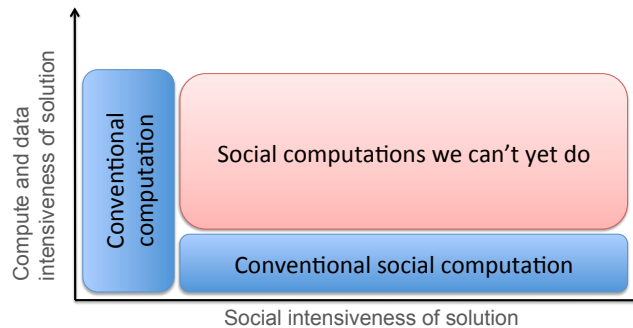 Compute and data
intensiveness of solution
Conventional
computation
Social computations we can't yet do
Conventional social computation
Social intensiveness of solution